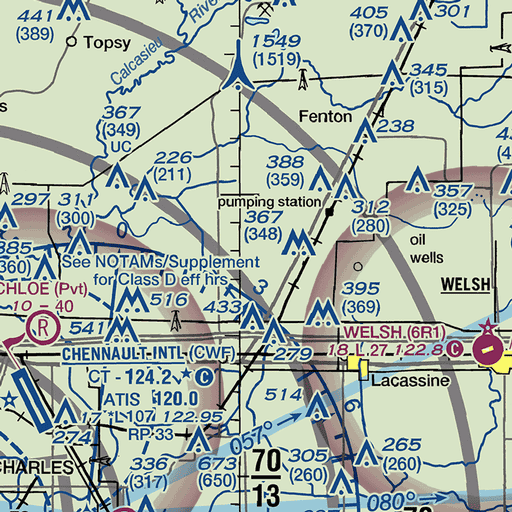 441
(389)
Topsy
River
Calcasieu
405
(370)
301
1549
(1519)
345
(315)
Fenton
238
367
(349)
UC
226
(211)
388
(359)
pumping station
357
(325)
297
311
(300)
367
(348)
312
(280)
oil
wells
385
360)
See NOTAMs/Supplement
for Class D eff hrs
WELSH
CHLOE (Pvt)
10 - 40
R
516
433
395
(369)
541
WELSH (6R1)
18 L 27 122.8 C
CHENNAULT INTL (CWF)
279
CT - 124.2 * C
ATIS 120.0
17 *L 107 122.95
RP 33
Lacassine
514
274
CHARLES
057°
336
(317)
673
(650)
70
13
305
(260)
265
(260)
080°